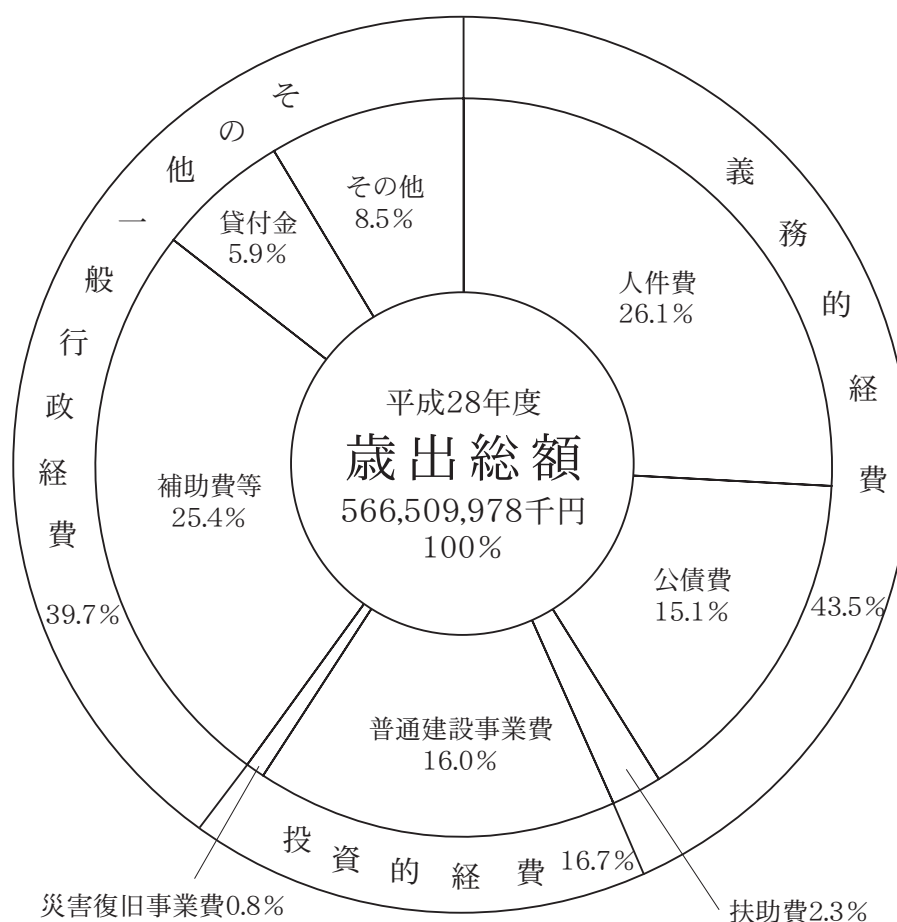 平成28年度
歳出総額
566,509,978千円
100%
義務的経費
43.5%
人件費
26.1%
公債費
15.1%
扶助費2.3%
投資的経費
16.7%
普通建設事業費
16.0%
災害復旧事業費0.8%
その他一般行政経費
39.7%
補助費等
25.4%
貸付金
5.9%
その他
8.5%